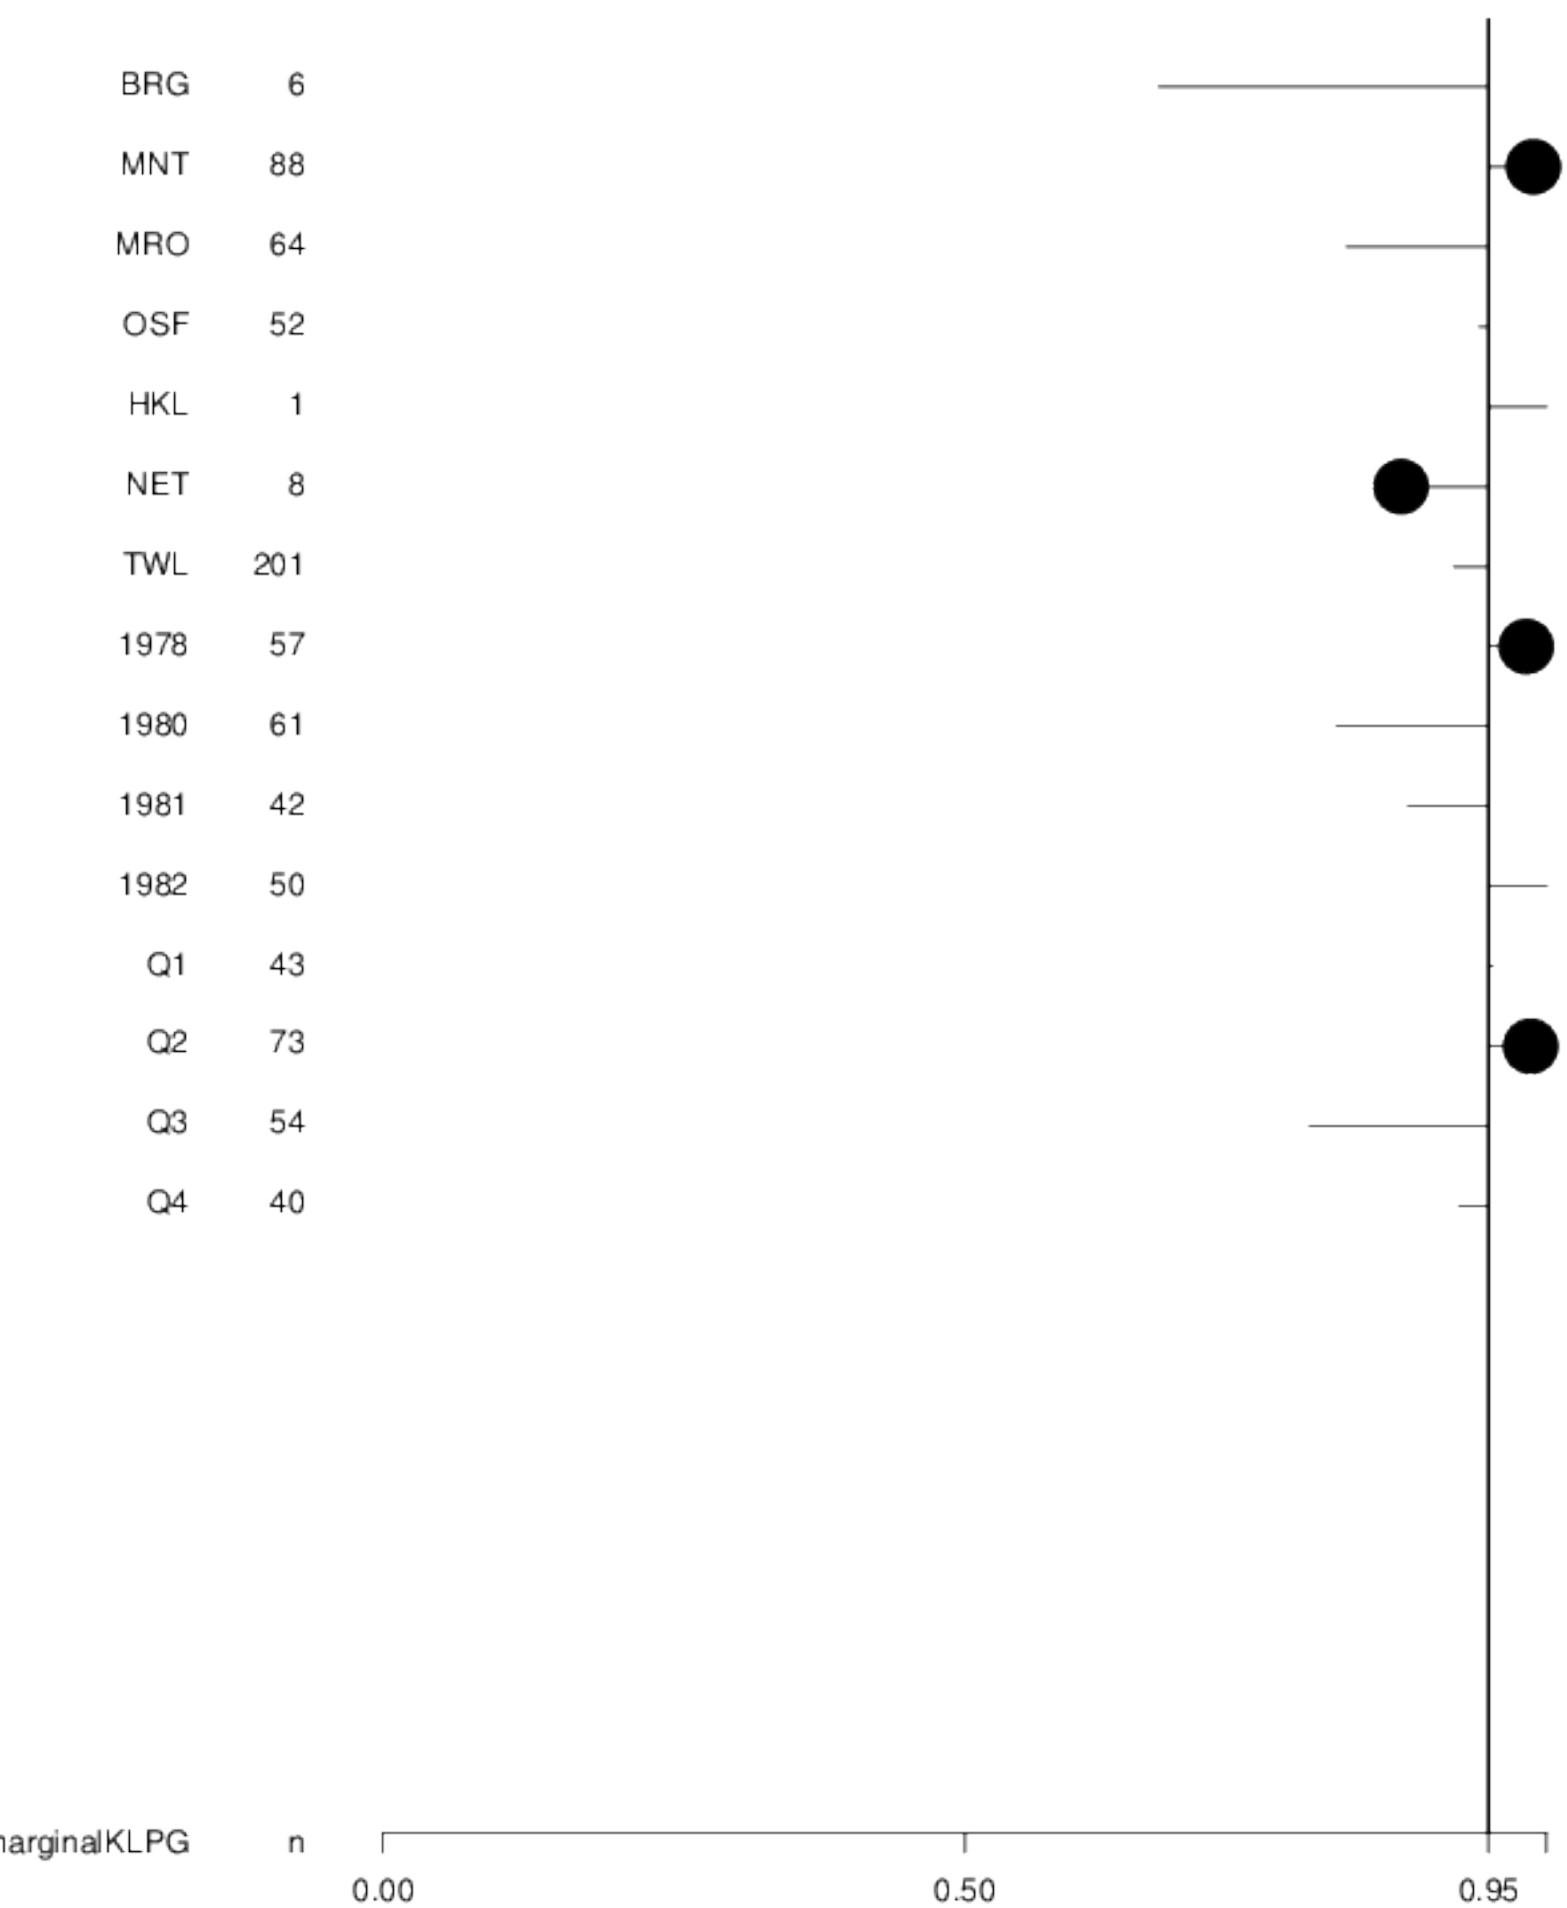 BRG 6
MNT 88
MRO 64
OSF 52
HKL 1
NET 8
TWL 201
1978 57
1980 61
1981 42
1982 50
Q1 43
Q2 73
Q3 54
Q4 40
arginalKLPG n
0.00 0.50 0.95